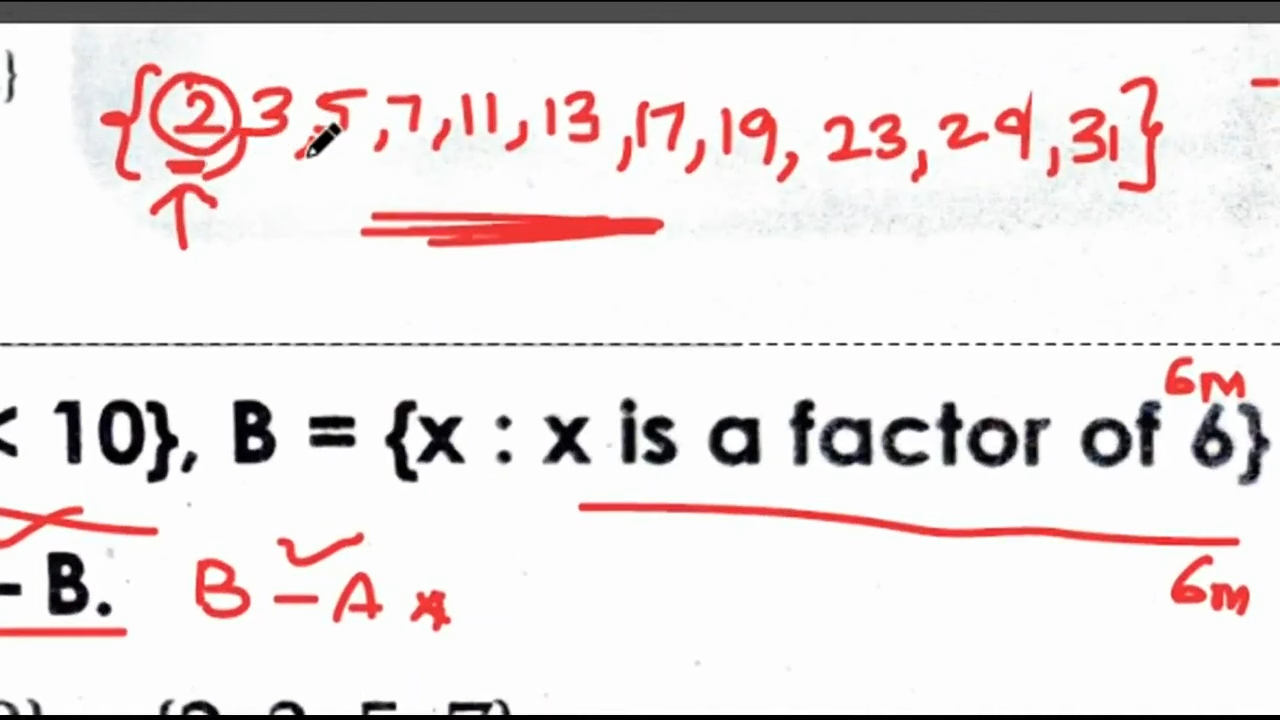 }
{2,3,5,7,11,13,17,19,23,29,31}
6m
< 10}, B = {x : x is a factor of 6}
6m
- B. B - A